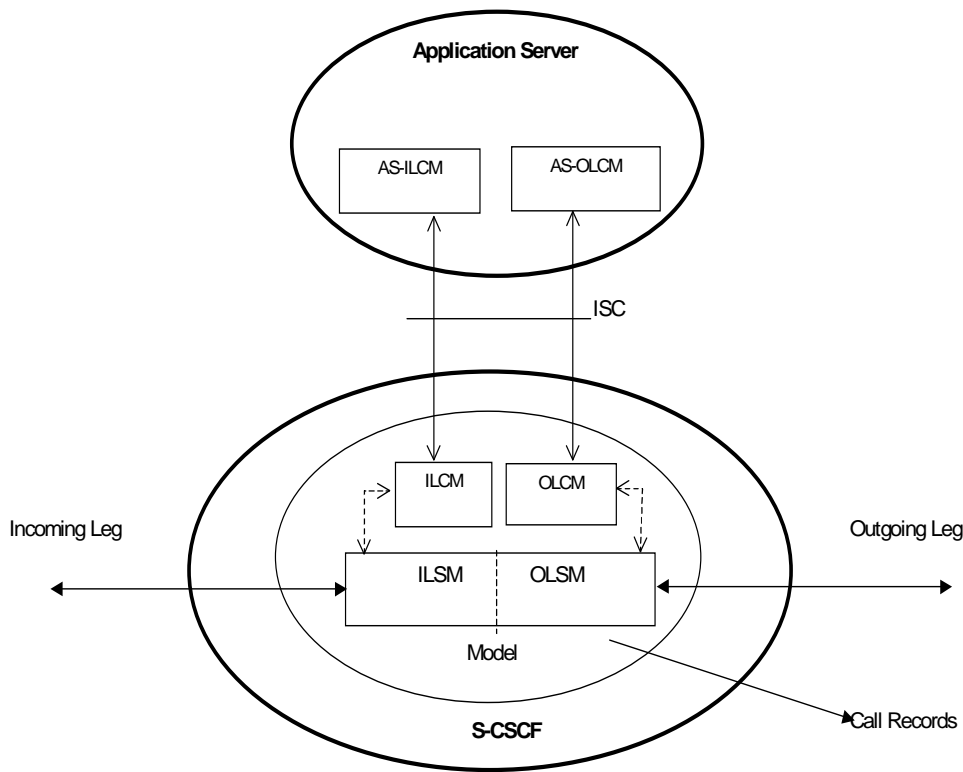 Application Server
AS-ILCM
AS-OLCM
ISC
ILCM
OLCM
Incoming Leg
Outgoing Leg
ILSM
OLSM
Model
S-CSCF
Call Records